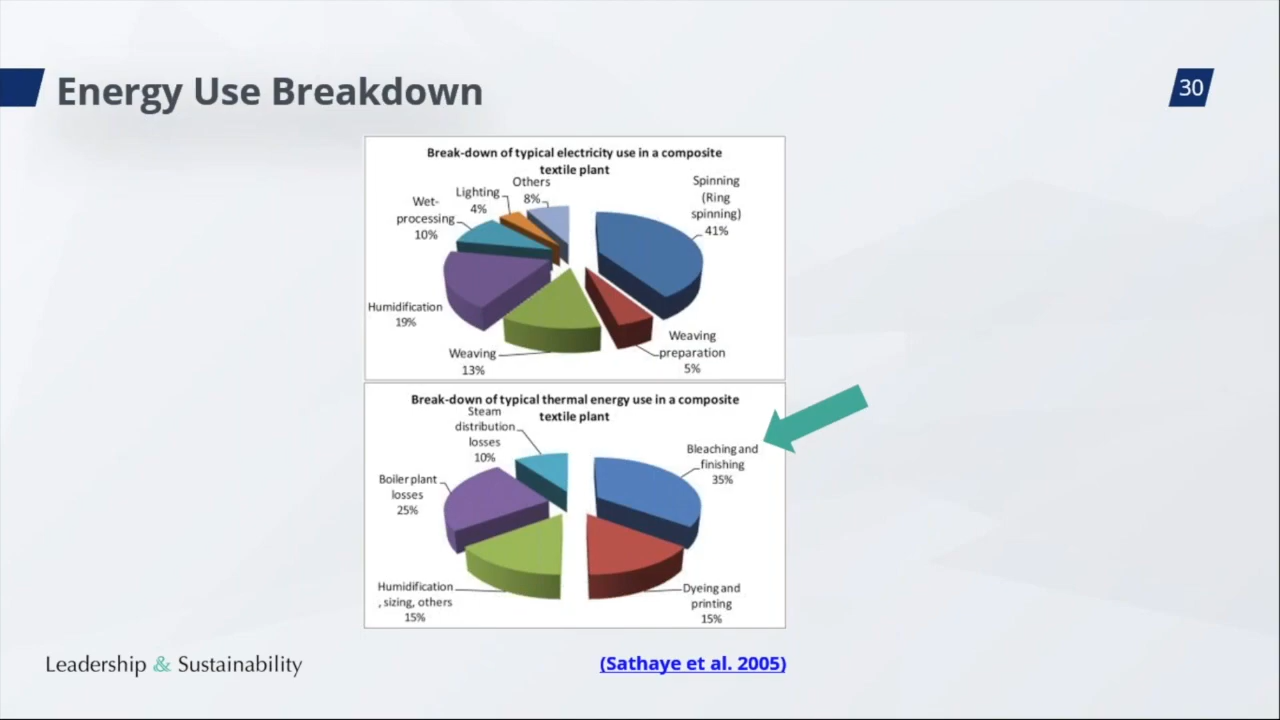 Energy Use Breakdown
30
Break-down of typical electricity use in a composite
textile plant
Others
8%
Lighting
4%
Wet-
processing
10%
Humidification
19%
Weaving
13%
Spinning
(Ring
spinning)
41%
Weaving
preparation
5%
Break-down of typical thermal energy use in a composite
textile plant
Steam
distribution
losses
10%
Boiler plant
losses
25%
Humidification
, sizing, others
15%
Bleaching and
finishing
35%
Dyeing and
printing
15%
Leadership & Sustainability
(Sathaye et al. 2005)